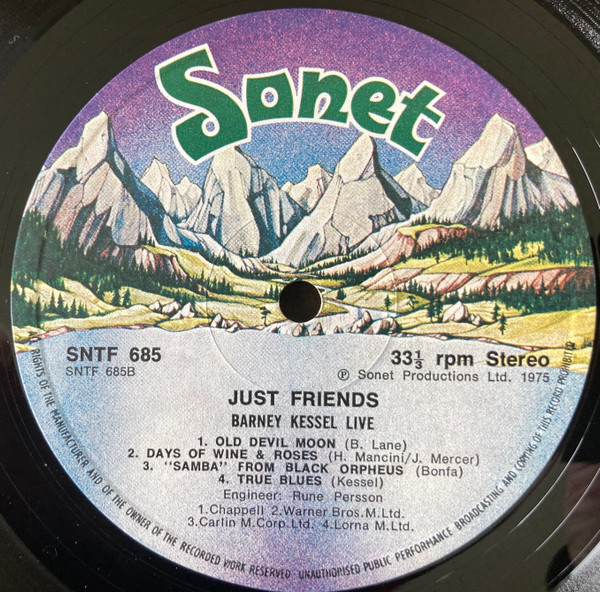 Sonet
SNTF 685
SNTF 685B
33⅓ rpm Stereo
Ⓟ Sonet Productions Ltd. 1975
JUST FRIENDS
BARNEY KESSEL LIVE
1. OLD DEVIL MOON (B. Lane)
2. DAYS OF WINE & ROSES (H. Mancini/J. Mercer)
3. "SAMBA" FROM BLACK ORPHEUS (Bonfa)
4. TRUE BLUES (Kessel)
Engineer: Rune Persson
1.Chappell 2.Warner Bros.M.Ltd.
3.Carlin M.Corp.Ltd. 4.Lorna M.Ltd.
RIGHTS OF THE MANUFACTURER AND OF THE OWNER OF THE RECORDED WORK RESERVED · UNAUTHORISED PUBLIC PERFORMANCE BROADCASTING AND COPYING OF THIS RECORD PROHIBITED